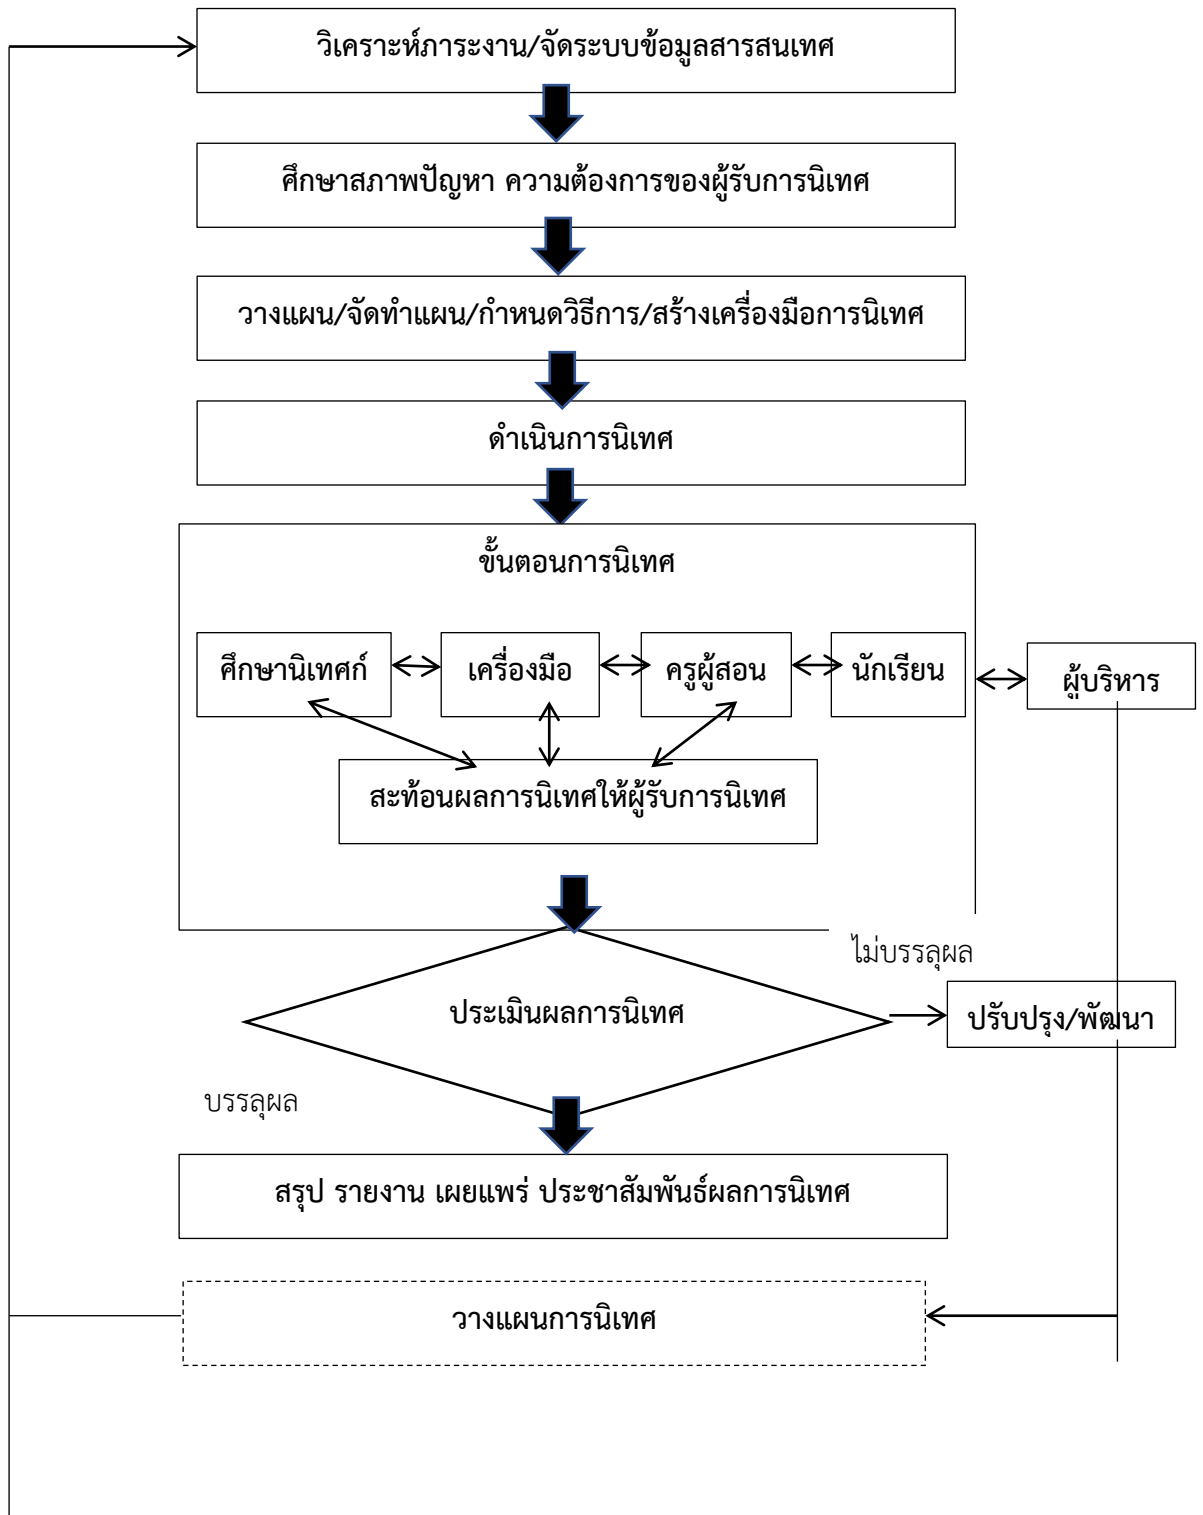 วิเคราะห์ภาระงาน/จัดระบบข้อมูลสารสนเทศ
ศึกษาสภาพปัญหา ความต้องการของผู้รับการนิเทศ
วางแผน/จัดทำแผน/กำหนดวิธีการ/สร้างเครื่องมือการนิเทศ
ดำเนินการนิเทศ
ขั้นตอนการนิเทศ
ศึกษานิเทศก์
เครื่องมือ
ครูผู้สอน
นักเรียน
ผู้บริหาร
สะท้อนผลการนิเทศให้ผู้รับการนิเทศ
ไม่บรรลุผล
ประเมินผลการนิเทศ
ปรับปรุง/พัฒนา
บรรลุผล
สรุป รายงาน เผยแพร่ ประชาสัมพันธ์ผลการนิเทศ
วางแผนการนิเทศ